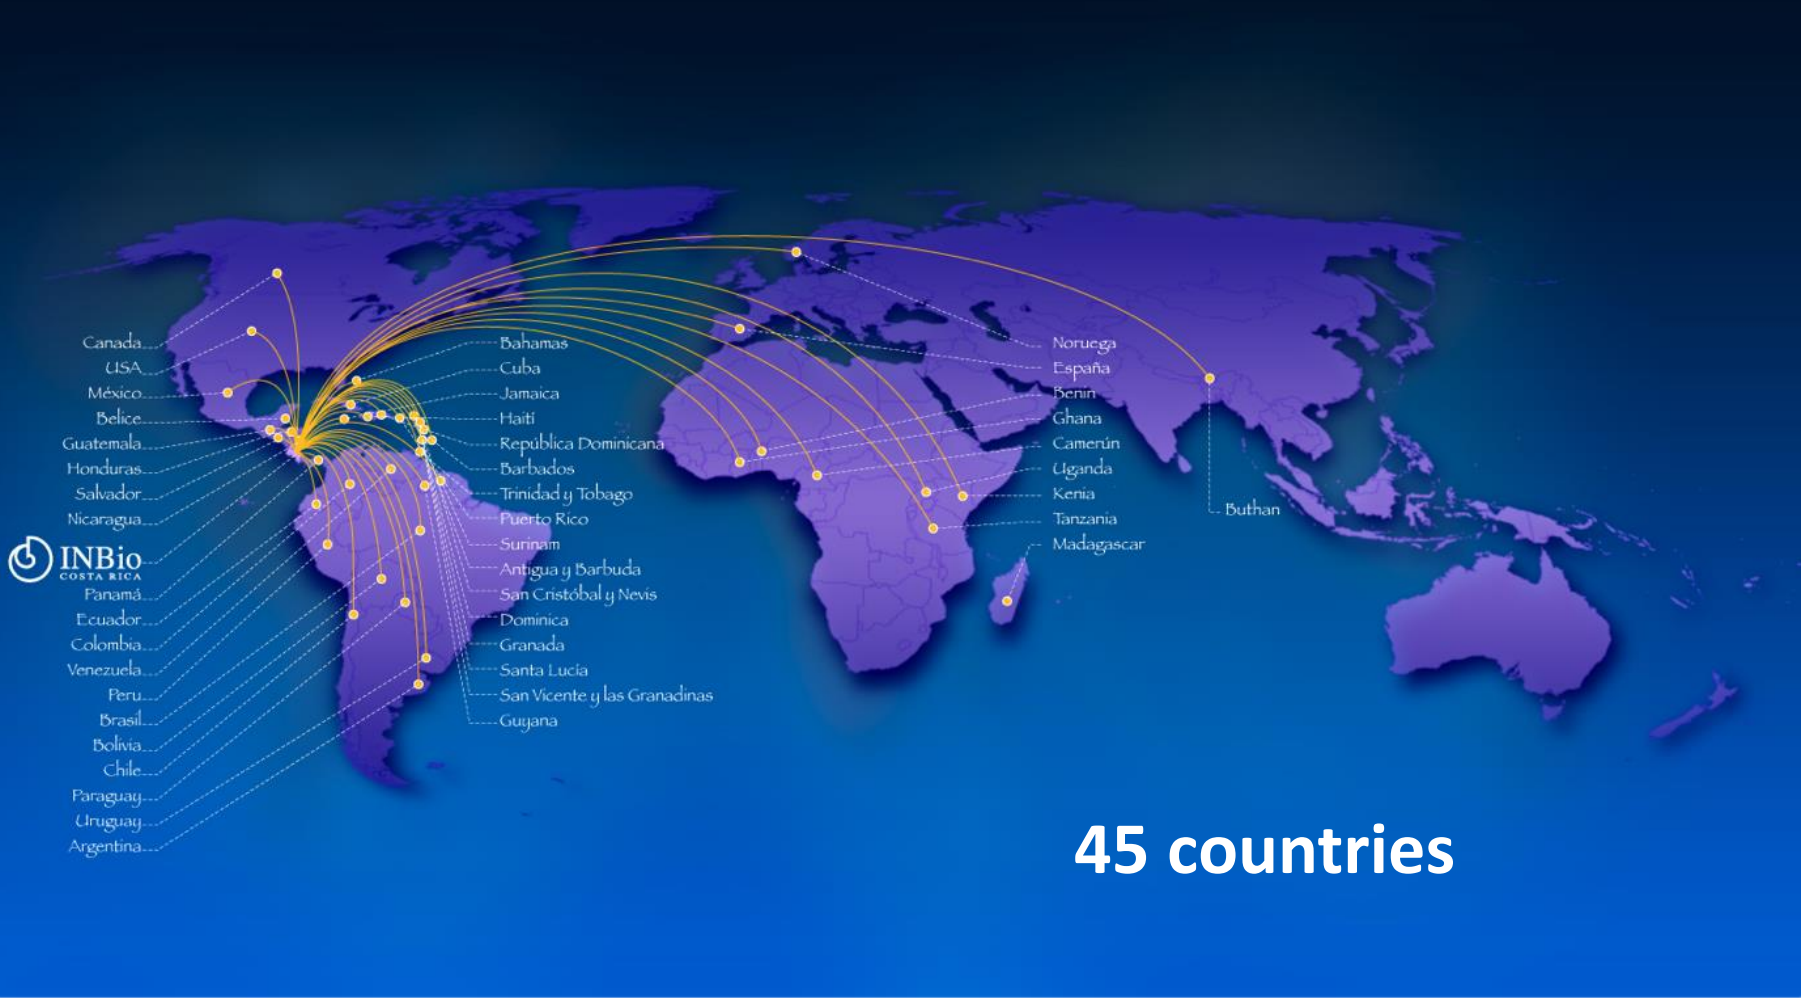 Canada
USA
México
Belice
Guatemala
Honduras
Salvador
Nicaragua
INBio
COSTA RICA
Panamá
Ecuador
Colombia
Venezuela
Peru
Brasil
Bolivia
Chile
Paraguay
Uruguay
Argentina
Bahamas
Cuba
Jamaica
Haití
República Dominicana
Barbados
Trinidad y Tobago
Puerto Rico
Surinam
Antigua y Barbuda
San Cristóbal y Nevis
Dominica
Granada
Santa Lucía
San Vicente y las Granadinas
Guyana
Noruega
España
Benin
Ghana
Camerún
Uganda
Kenia
Tanzania
Madagascar
Buthan
45 countries